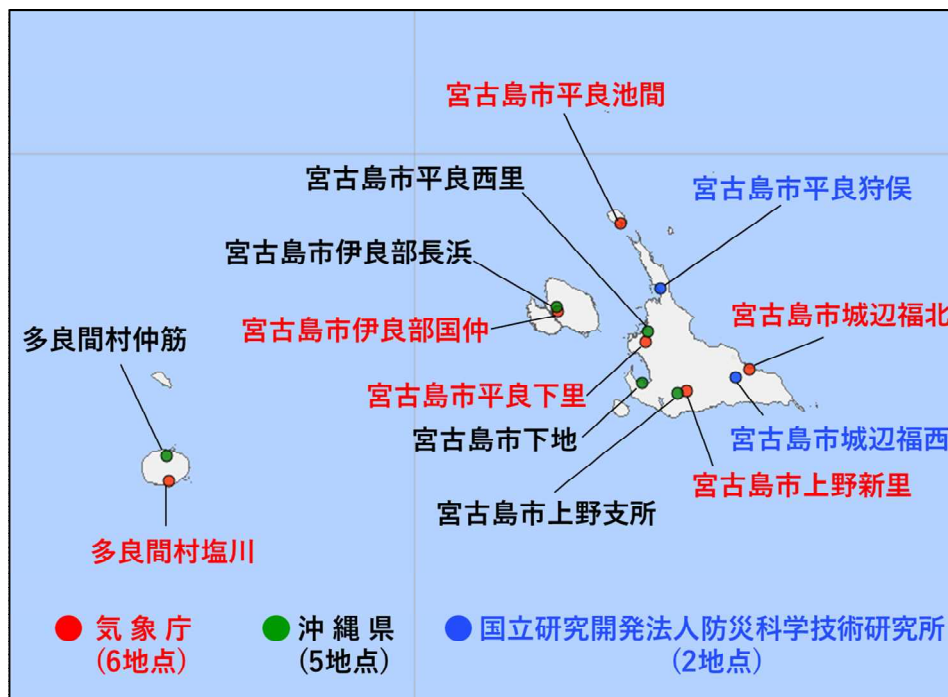 宮古島市平良池間
宮古島市平良西里
宮古島市平良狩俣
宮古島市伊良部長浜
宮古島市伊良部国仲
宮古島市城辺福北
多良間村仲筋
宮古島市平良下里
宮古島市下地
宮古島市城辺福西
宮古島市上野新里
宮古島市上野支所
多良間村塩川
気象庁
(6地点)
沖縄県
(5地点)
国立研究開発法人防災科学技術研究所
(2地点)